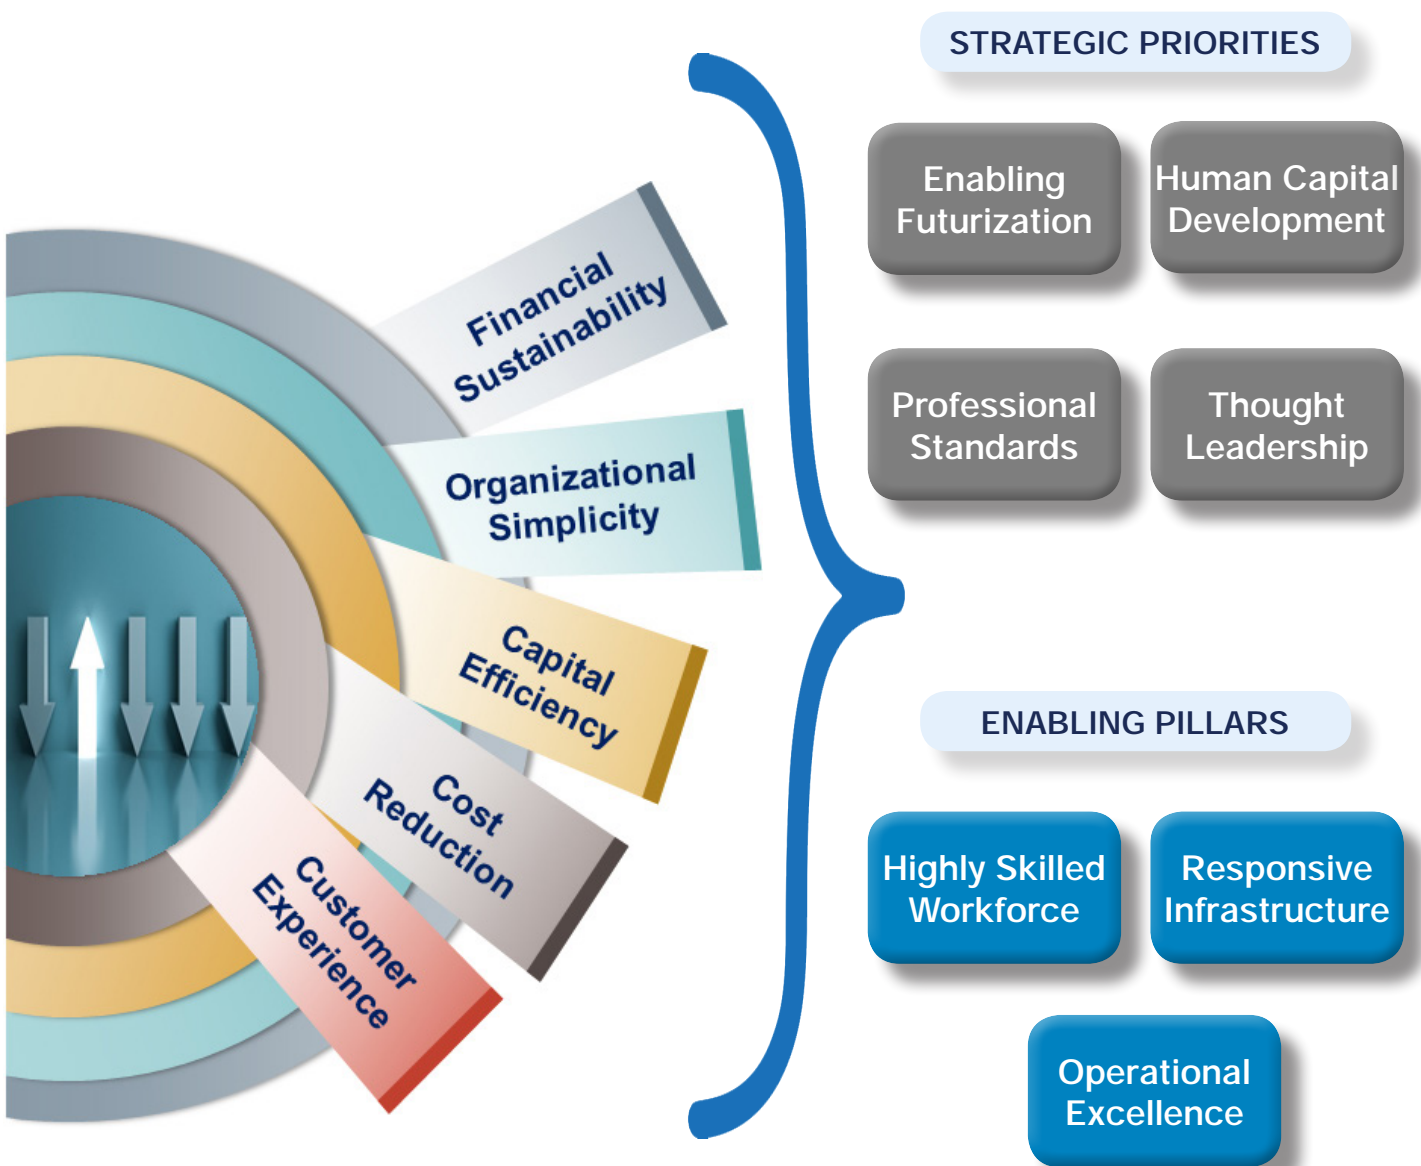 Financial
Sustainability
Organizational
Simplicity
Capital
Efficiency
Cost
Reduction
Customer
Experience
STRATEGIC PRIORITIES
Enabling
Futurization
Human Capital
Development
Professional
Standards
Thought
Leadership
ENABLING PILLARS
Highly Skilled
Workforce
Responsive
Infrastructure
Operational
Excellence